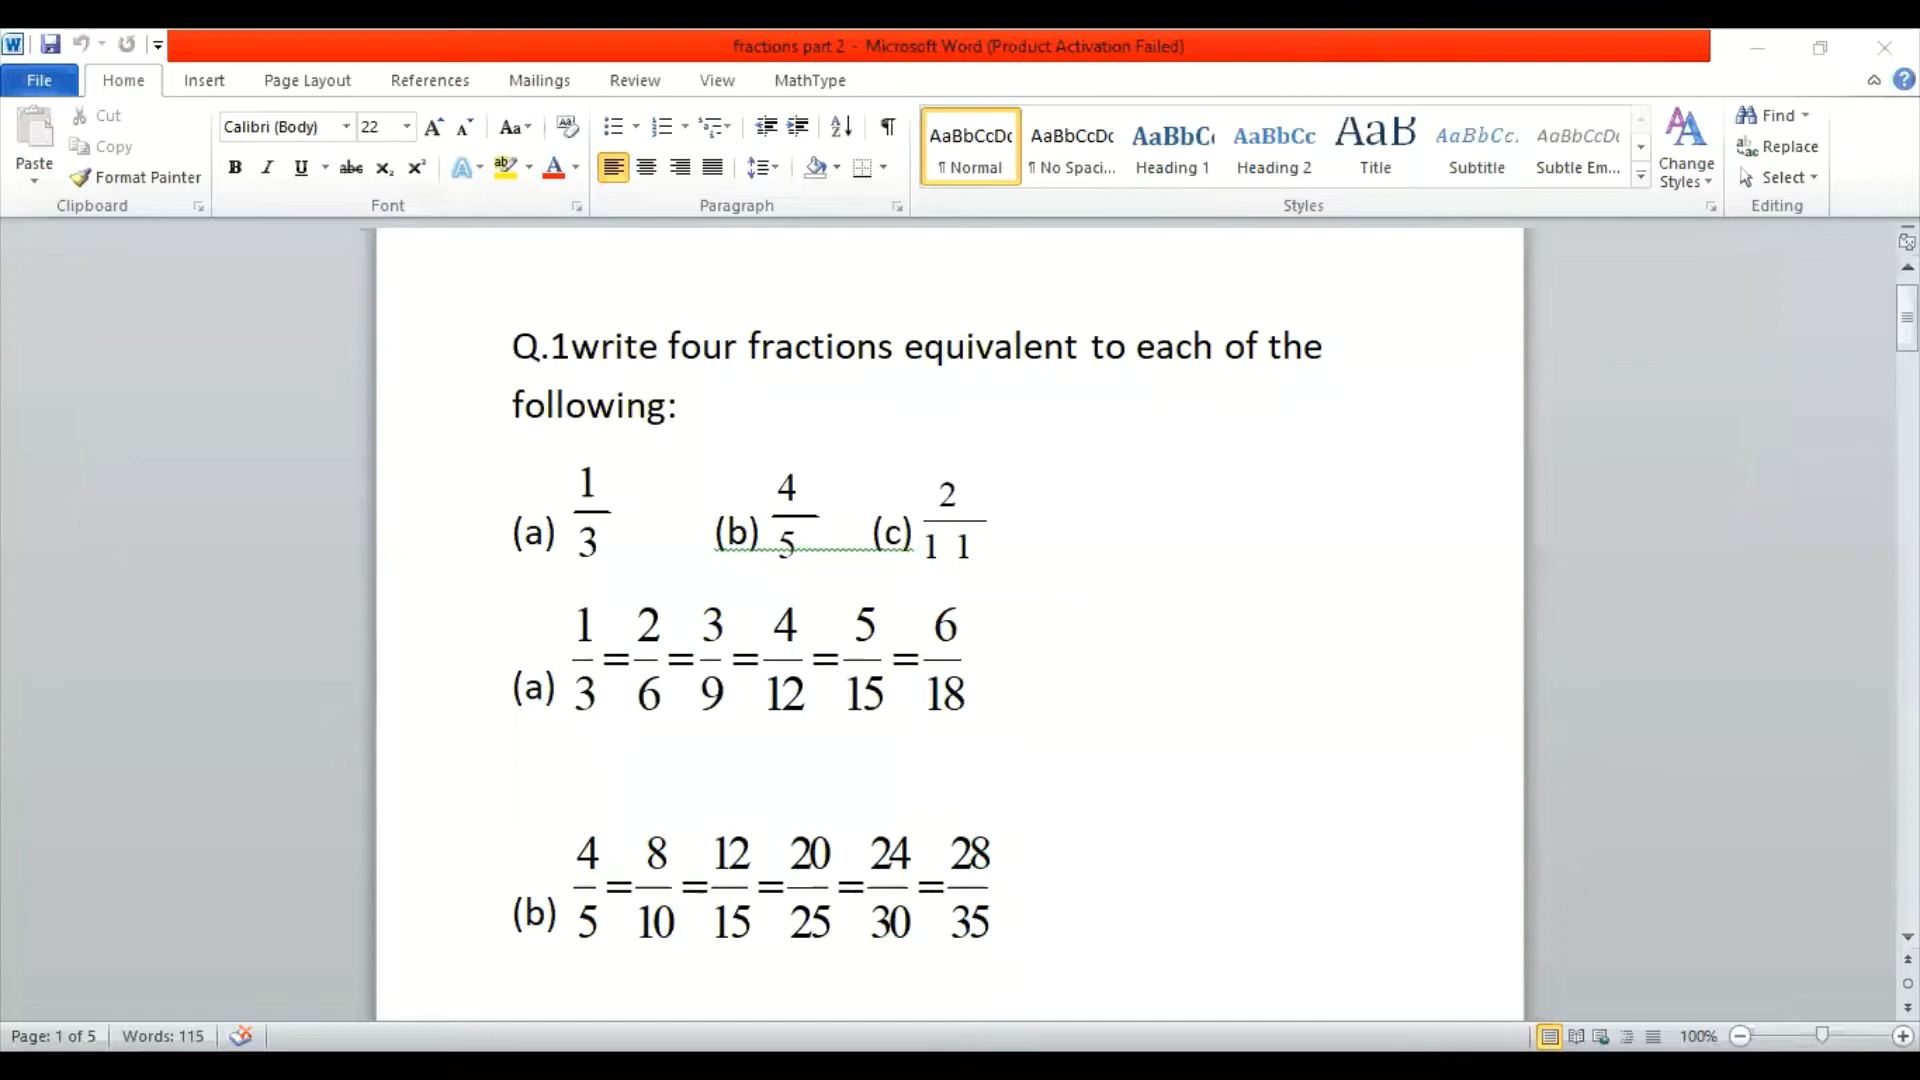 fractions part 2 - Microsoft Word (Product Activation Failed)
File Home Insert Page Layout References Mailings Review View MathType
Paste
Cut
Copy
Format Painter
Clipboard
Calibri (Body) 22
Font
Paragraph
AaBbCcDc AaBbCcDc AaBbC AaBbCc AaB AaBbCc. AaBbCcDc
¶ Normal ¶ No Spaci... Heading 1 Heading 2 Title Subtitle Subtle Em...
Styles
Change Styles
Find
Replace
Select
Editing
Q.1write four fractions equivalent to each of the
following:
(a) 1/3 (b) 4/5 (c) 2/1 1
(a) 1/3 = 2/6 = 3/9 = 4/12 = 5/15 = 6/18
(b) 4/5 = 8/10 = 12/15 = 20/25 = 24/30 = 28/35
Page: 1 of 5 Words: 115 100%